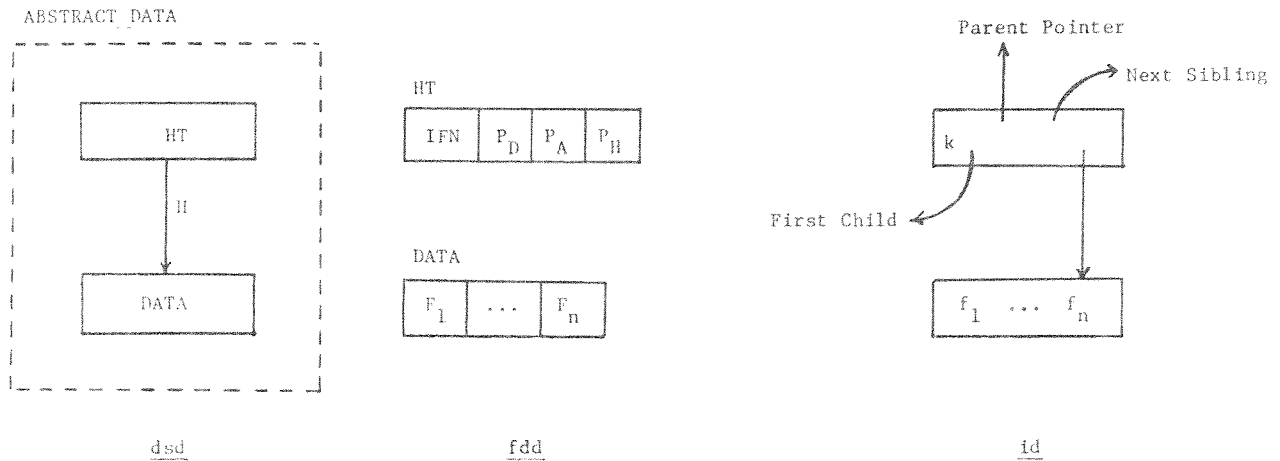 ABSTRACT_DATA
HT
H
DATA
dsd
HT
IFN P_D P_A P_H
DATA
F_1 ... F_n
fdd
Parent Pointer
Next Sibling
k
First Child
f_1 ... f_n
id